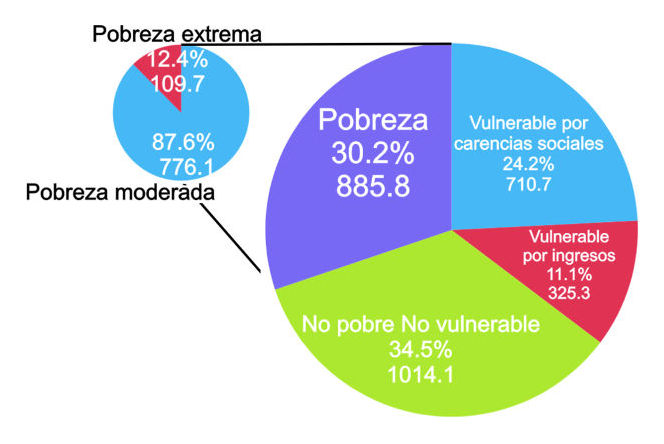 Pobreza extrema
12.4%
109.7
87.6%
776.1
Pobreza moderada
Pobreza
30.2%
885.8
Vulnerable por
carencias sociales
24.2%
710.7
Vulnerable
por ingresos
11.1%
325.3
No pobre No vulnerable
34.5%
1014.1